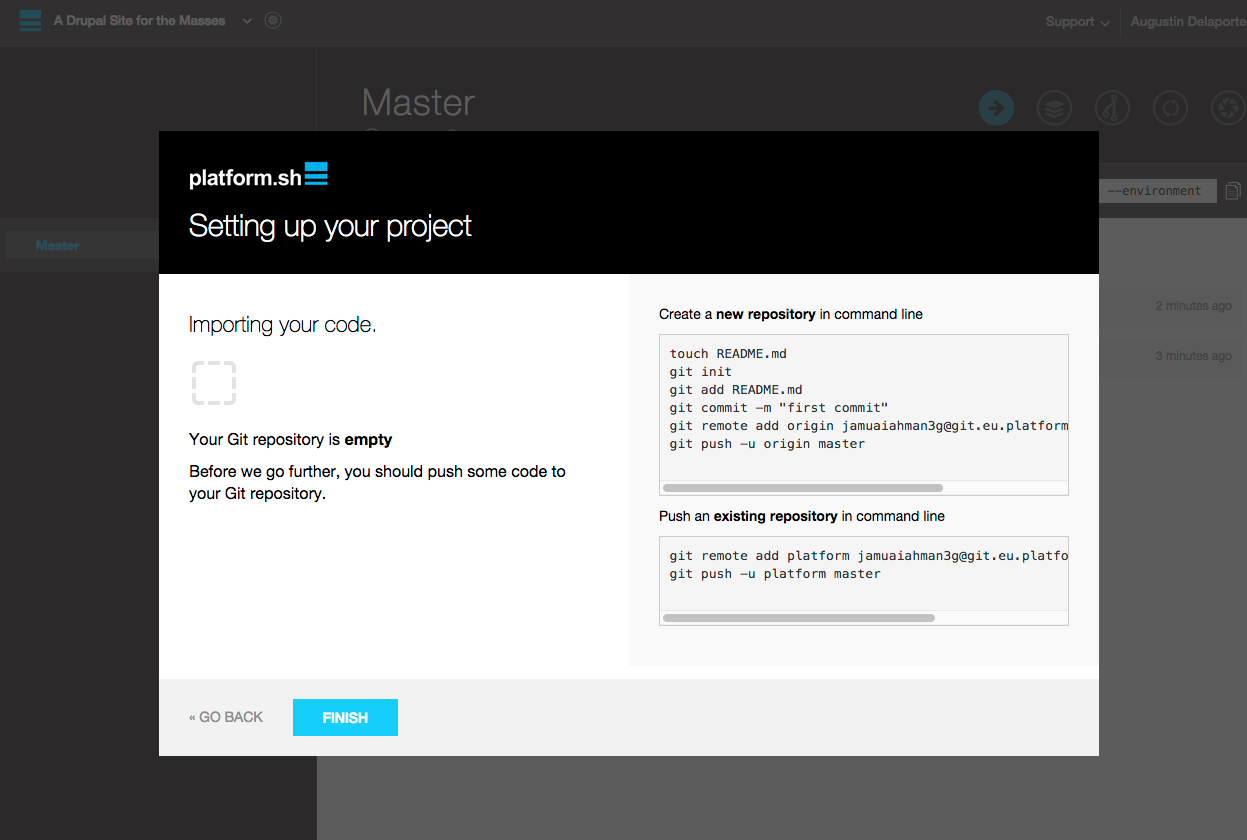 A Drupal Site for the Masses
Support
Augustin Delaporte
Master
--environment
Master
2 minutes ago
3 minutes ago
platform.sh
Setting up your project
Importing your code.
Your Git repository is empty
Before we go further, you should push some code to
your Git repository.
Create a new repository in command line
touch README.md
git init
git add README.md
git commit -m "first commit"
git remote add origin jamuaiahman3g@git.eu.platform
git push -u origin master
Push an existing repository in command line
git remote add platform jamuaiahman3g@git.eu.platfo
git push -u platform master
« GO BACK
FINISH